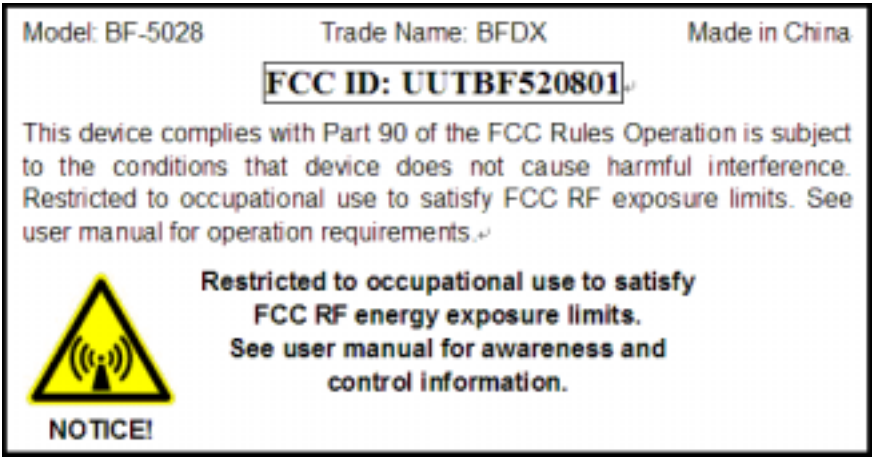 Model: BF-5028 Trade Name: BFDX Made in China
FCC ID: UUTBF520801
This device complies with Part 90 of the FCC Rules Operation is subject
to the conditions that device does not cause harmful interference.
Restricted to occupational use to satisfy FCC RF exposure limits. See
user manual for operation requirements.
Restricted to occupational use to satisfy
FCC RF energy exposure limits.
See user manual for awareness and
control information.
NOTICE!